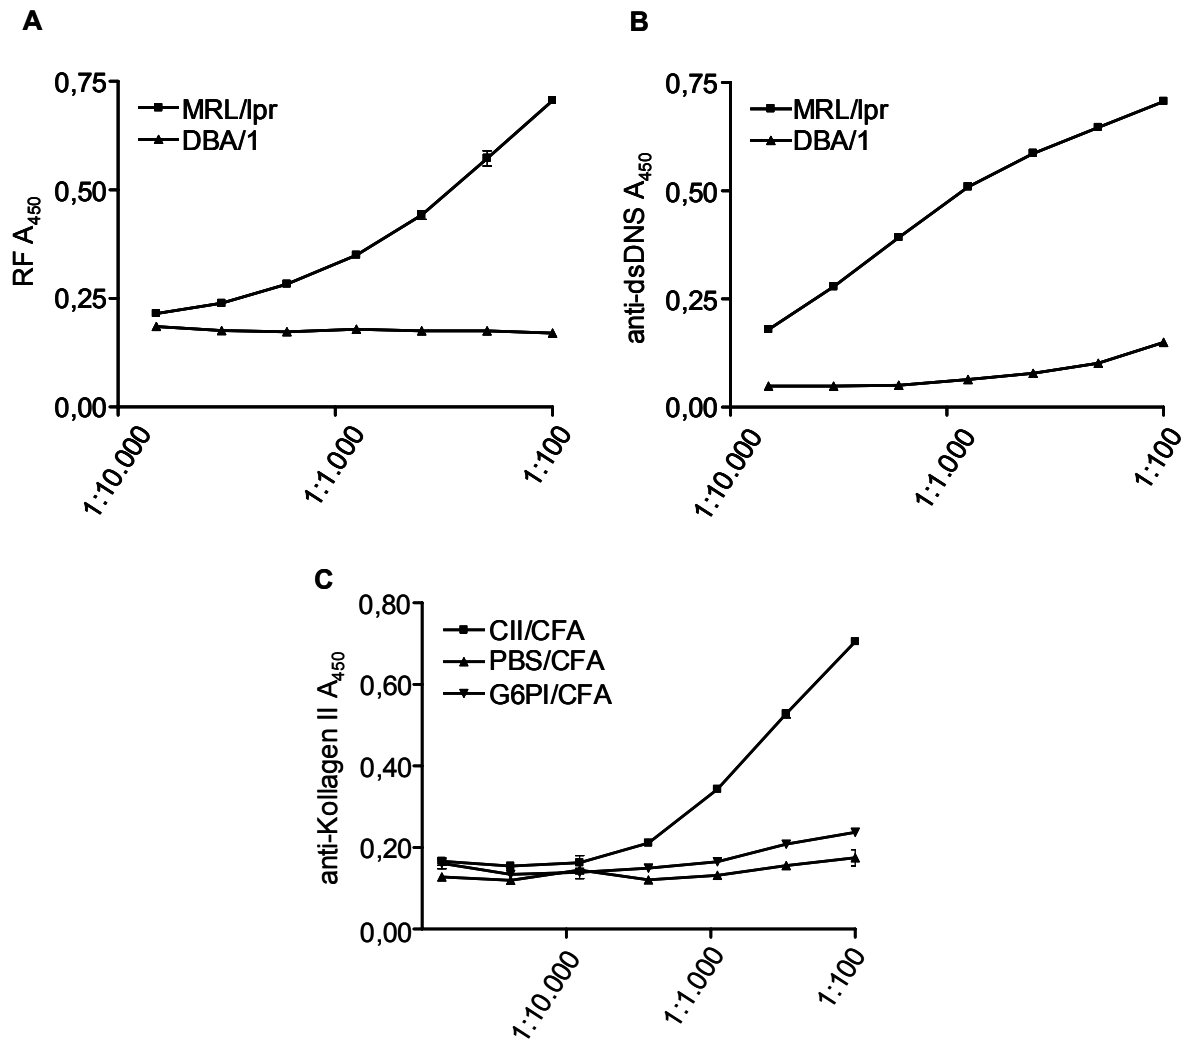 A
0,75
MRL/lpr
DBA/1
0,50
RF A450
0,25
0,00
1:10.000
1:1.000
1:100
B
0,75
MRL/lpr
DBA/1
0,50
anti-dsDNS A450
0,25
0,00
1:10.000
1:1.000
1:100
C
0,80
CII/CFA
PBS/CFA
G6PI/CFA
0,60
anti-Kollagen II A450
0,40
0,20
0,00
1:10.000
1:1.000
1:100